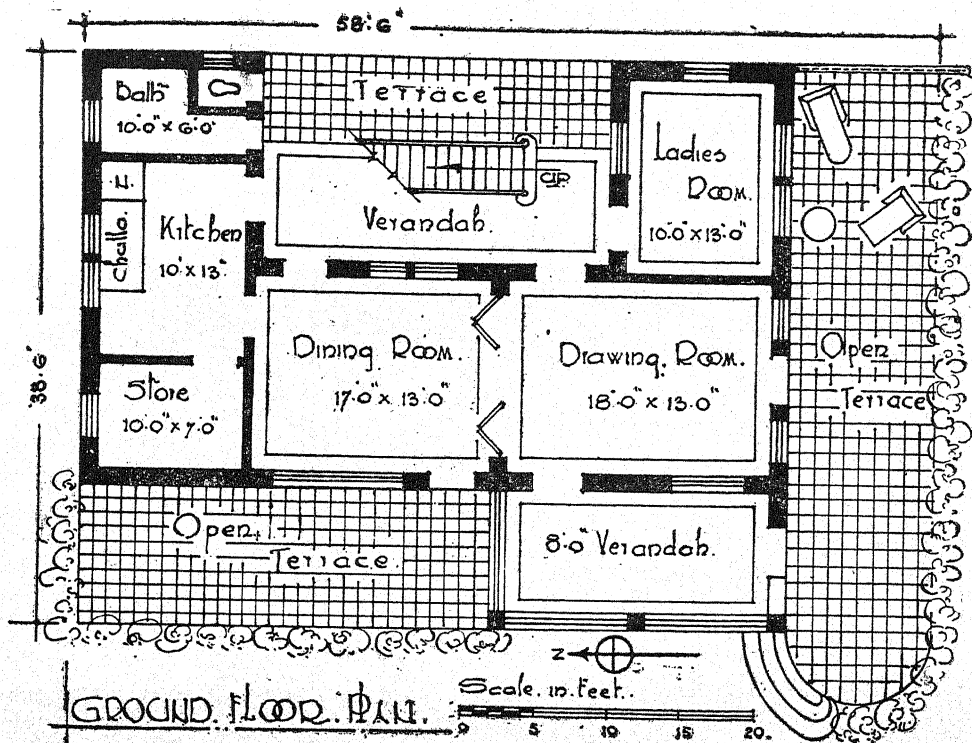 58'.6"
Terrace
Bath
10'.0" x 6'.0"
Ladies
Room.
10'.0" x 13'.0"
UP
Verandah.
N.
Challa.
Kitchen
10' x 13'
38'.6"
Dining. Room.
17'.0" x 13'.0"
Drawing. Room.
18'.0" x 13'.0"
Open
Terrace
Store
10'.0" x 7'.0"
Open.
Terrace.
8'.0 Verandah.
N
GROUND. FLOOR. PLAN.
Scale. in. Feet..
0 5 10 15 20.